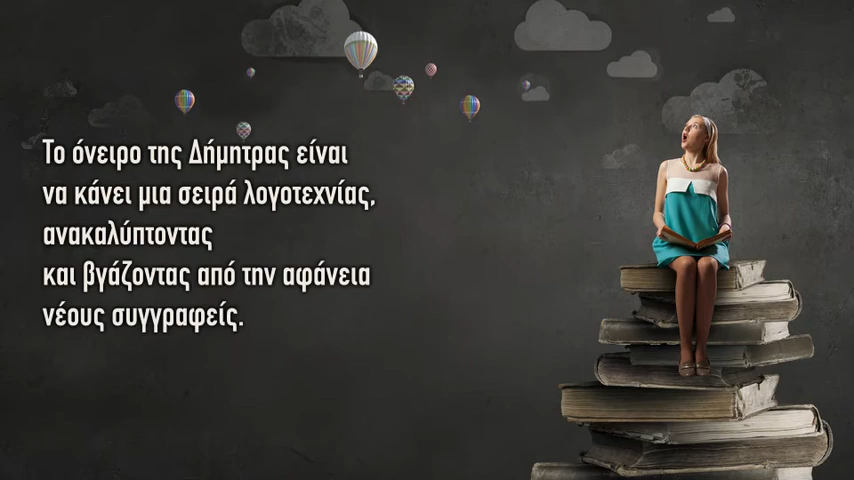 Το όνειρο της Δήμητρας είναι
να κάνει μια σειρά λογοτεχνίας,
ανακαλύπτοντας
και βγάζοντας από την αφάνεια
νέους συγγραφείς.